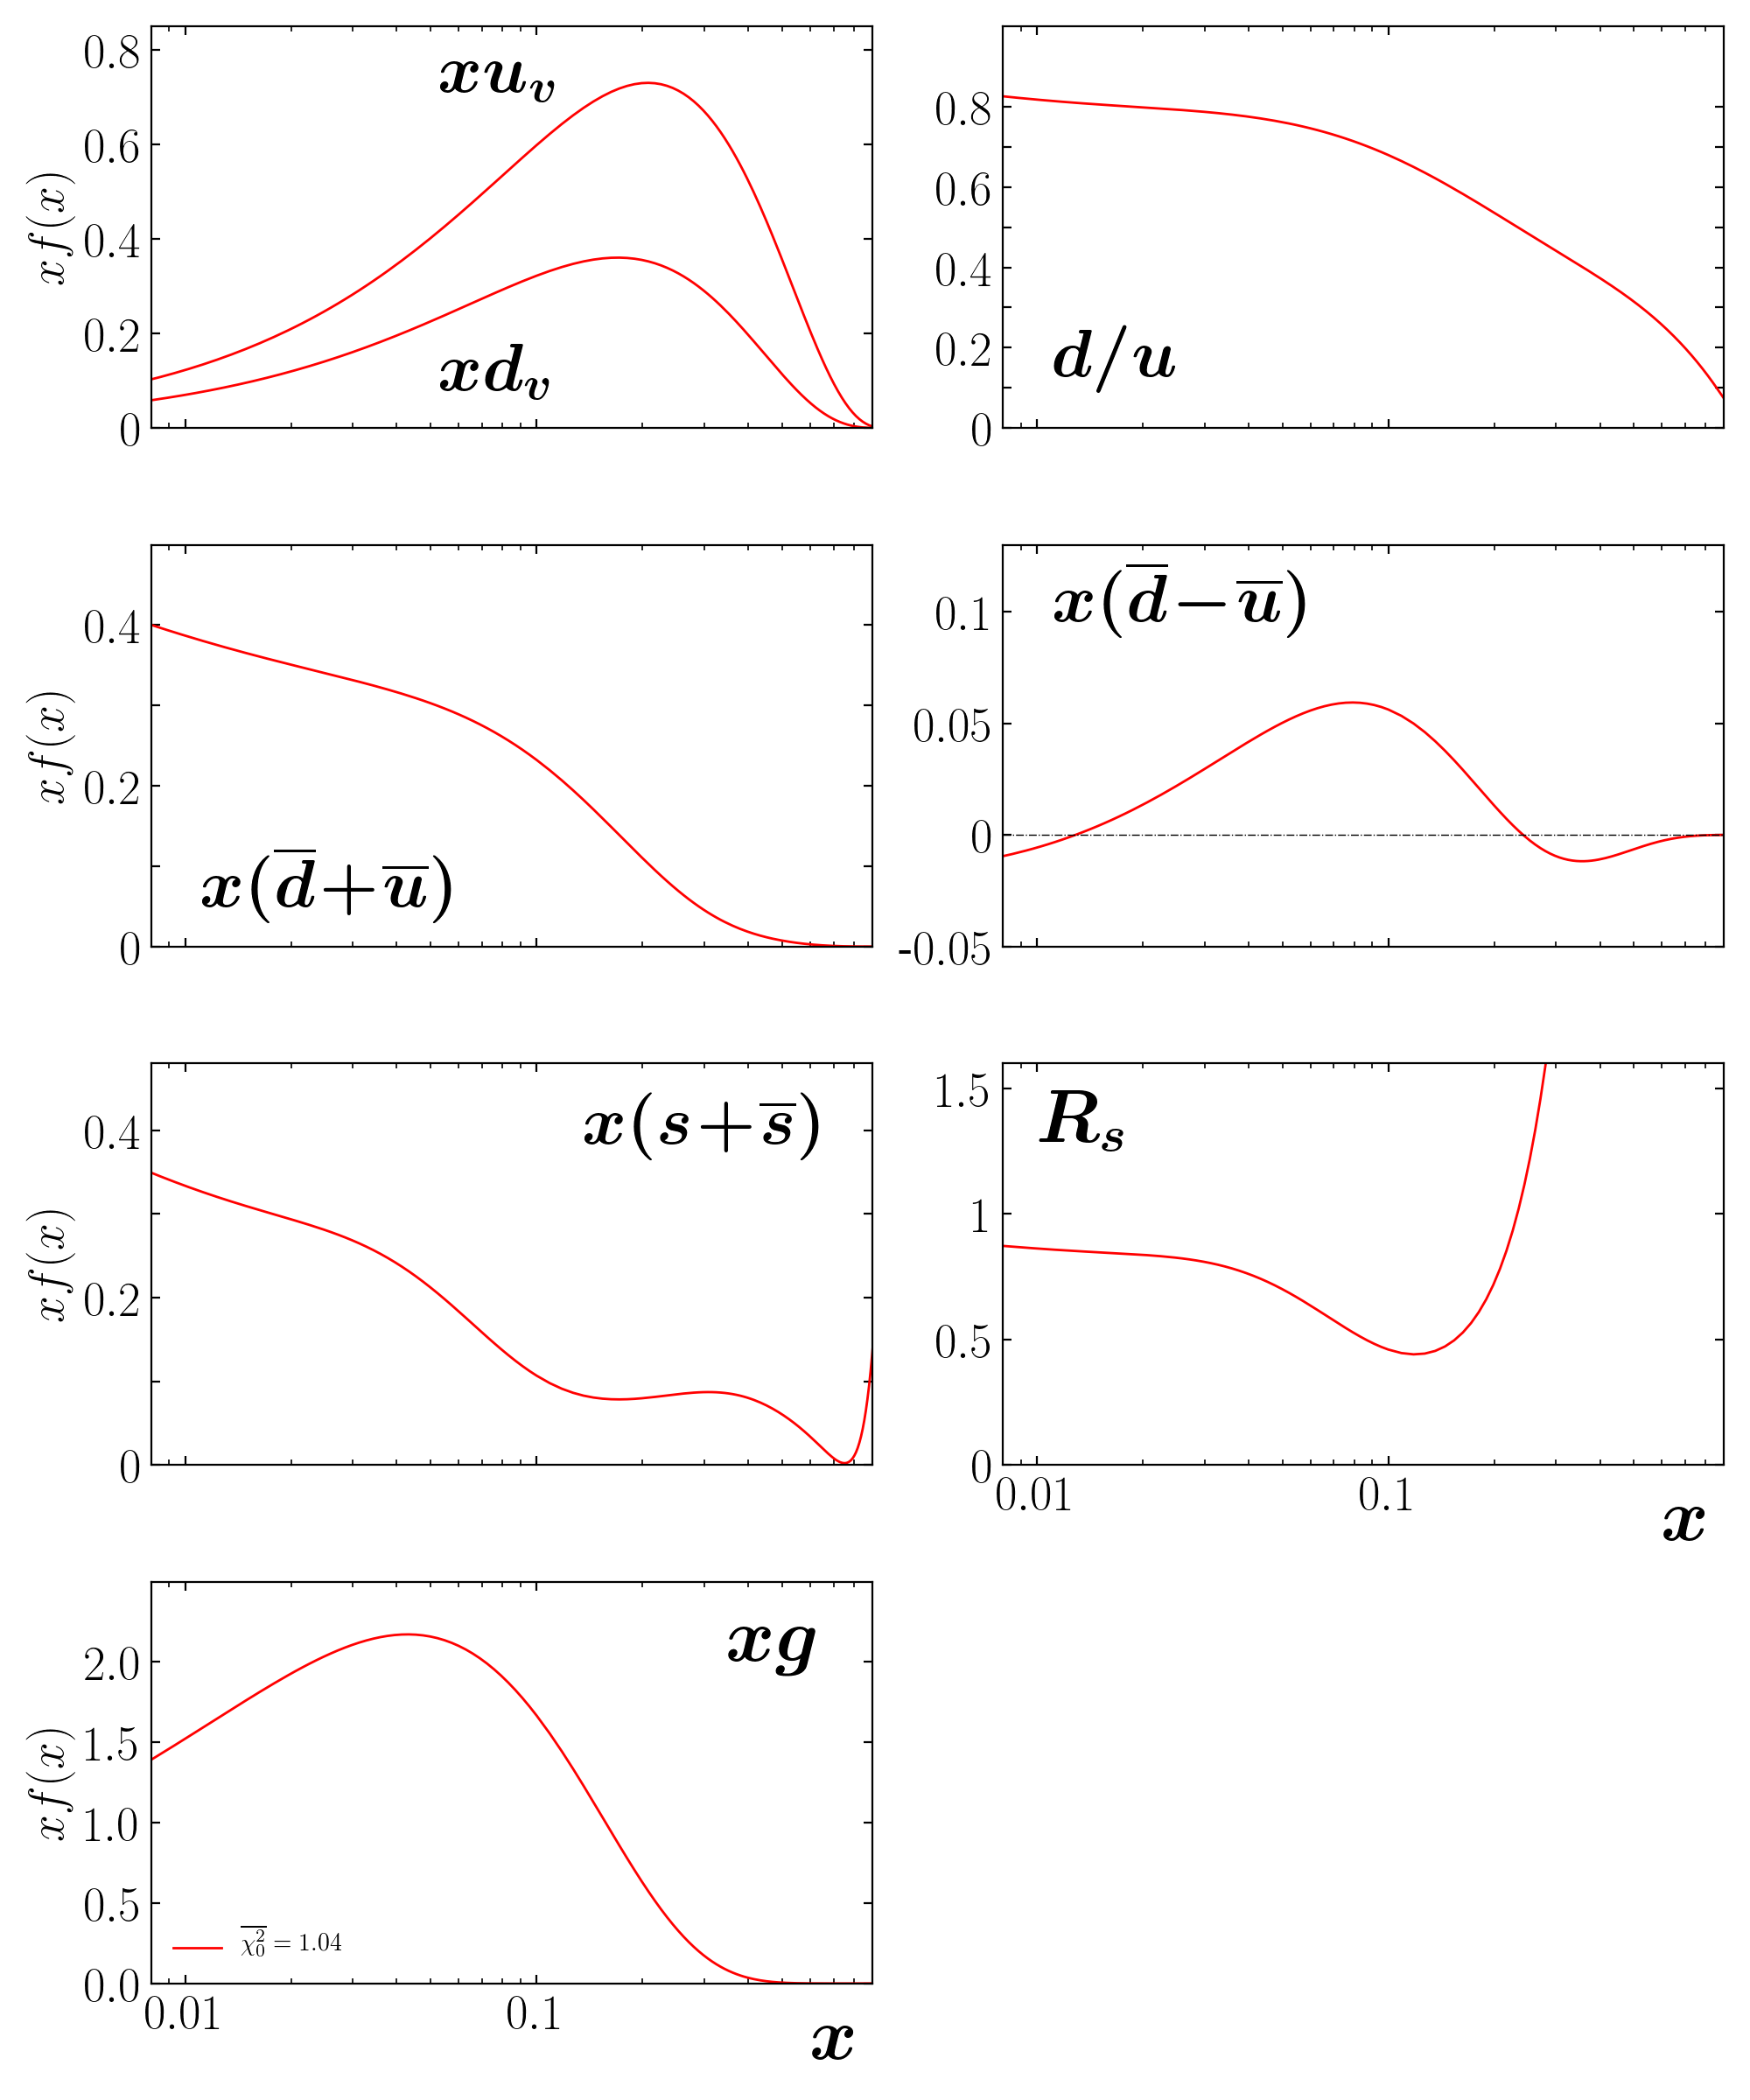 0.8
0.6
0.4
0.2
0
xf(x)
xu_v
xd_v
0.8
0.6
0.4
0.2
0
d/u
0.4
0.2
0
xf(x)
x(d̅+u̅)
0.1
0.05
0
-0.05
x(d̅−u̅)
0.4
0.2
0
xf(x)
x(s+s̅)
1.5
1
0.5
0
R_s
0.01 0.1
x
2.0
1.5
1.0
0.5
0.0
xf(x)
xg
\overline{χ_0^2} = 1.04
0.01 0.1
x